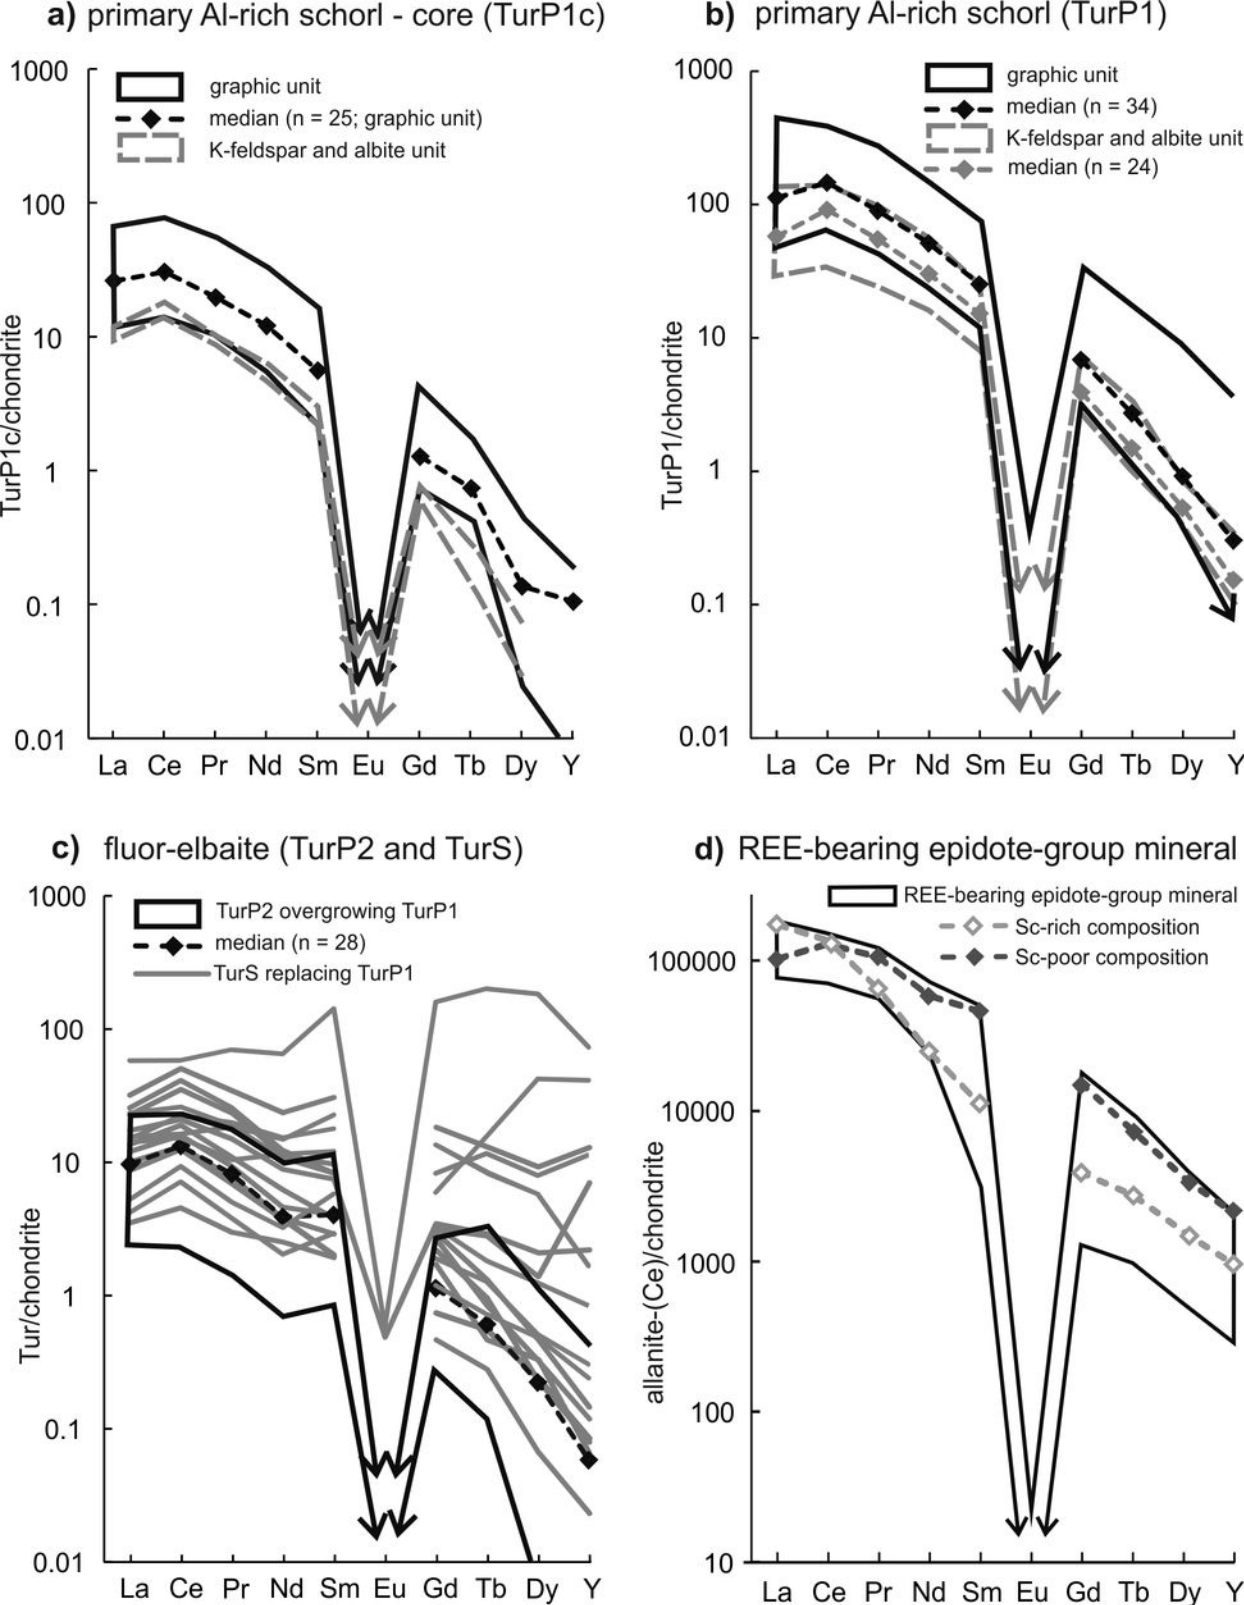 a) primary Al-rich schorl - core (TurP1c)
graphic unit
median (n = 25; graphic unit)
K-feldspar and albite unit
TurP1c/chondrite
1000
100
10
1
0.1
0.01
La Ce Pr Nd Sm Eu Gd Tb Dy Y
b) primary Al-rich schorl (TurP1)
graphic unit
median (n = 34)
K-feldspar and albite unit
median (n = 24)
TurP1/chondrite
1000
100
10
1
0.1
0.01
La Ce Pr Nd Sm Eu Gd Tb Dy Y
c) fluor-elbaite (TurP2 and TurS)
TurP2 overgrowing TurP1
median (n = 28)
TurS replacing TurP1
Tur/chondrite
1000
100
10
1
0.1
0.01
La Ce Pr Nd Sm Eu Gd Tb Dy Y
d) REE-bearing epidote-group mineral
REE-bearing epidote-group mineral
Sc-rich composition
Sc-poor composition
allanite-(Ce)/chondrite
100000
10000
1000
100
10
La Ce Pr Nd Sm Eu Gd Tb Dy Y